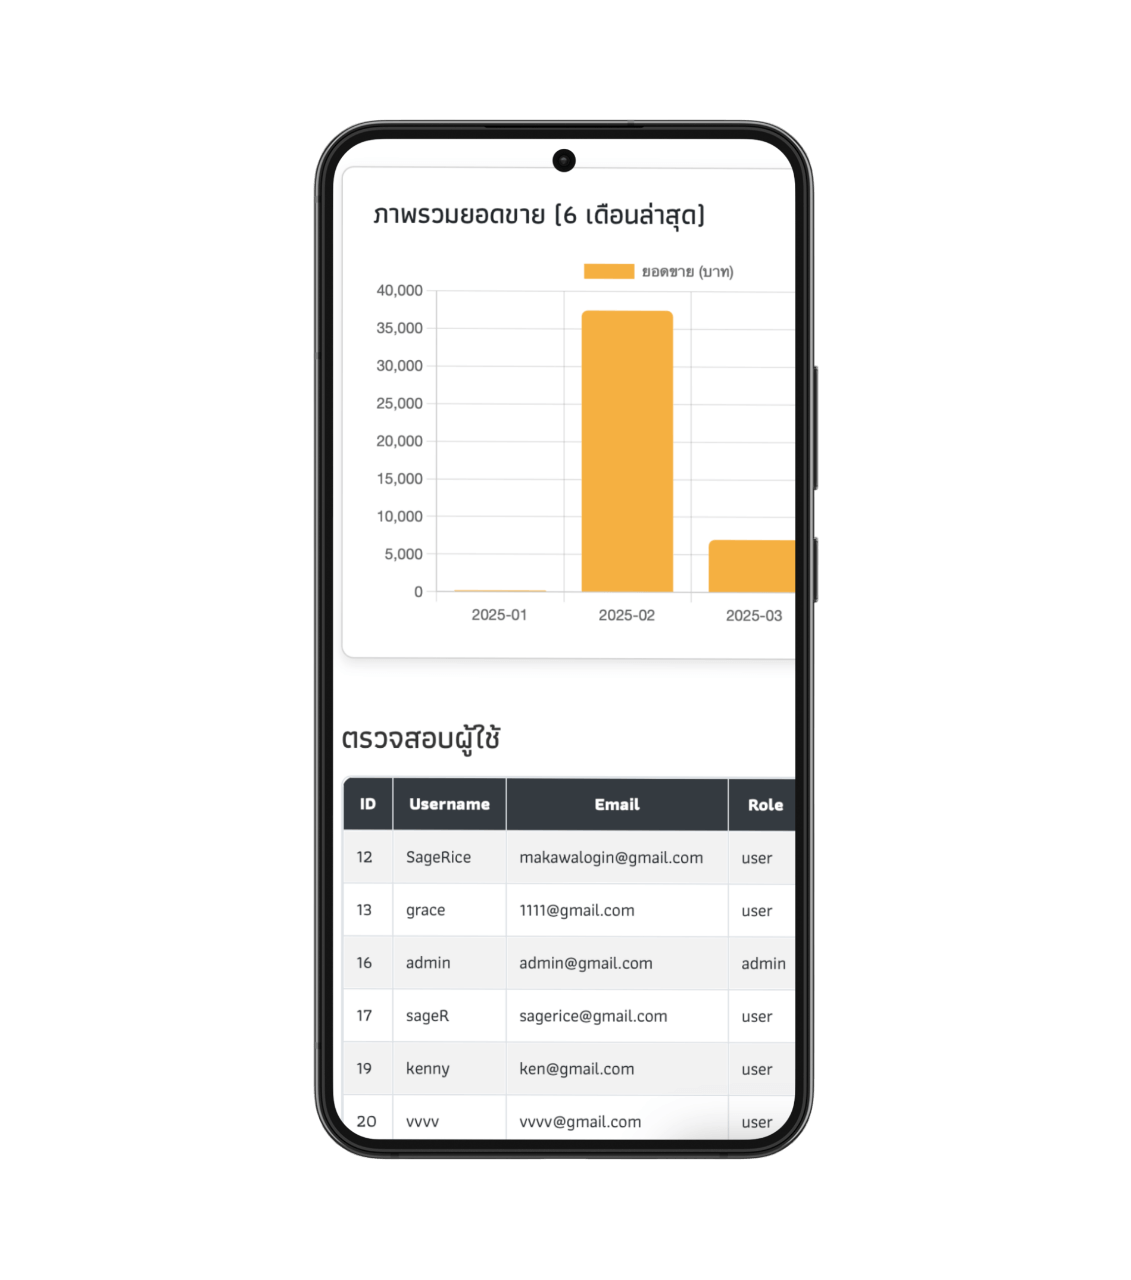 ภาพรวมยอดขาย (6 เดือนล่าสุด)
ยอดขาย (บาท)
40,000
35,000
30,000
25,000
20,000
15,000
10,000
5,000
0
2025-01 2025-02 2025-03
ตรวจสอบผู้ใช้
ID Username Email Role
12 SageRice makawalogin@gmail.com user
13 grace 1111@gmail.com user
16 admin admin@gmail.com admin
17 sageR sagerice@gmail.com user
19 kenny ken@gmail.com user
20 vvvv vvvv@gmail.com user